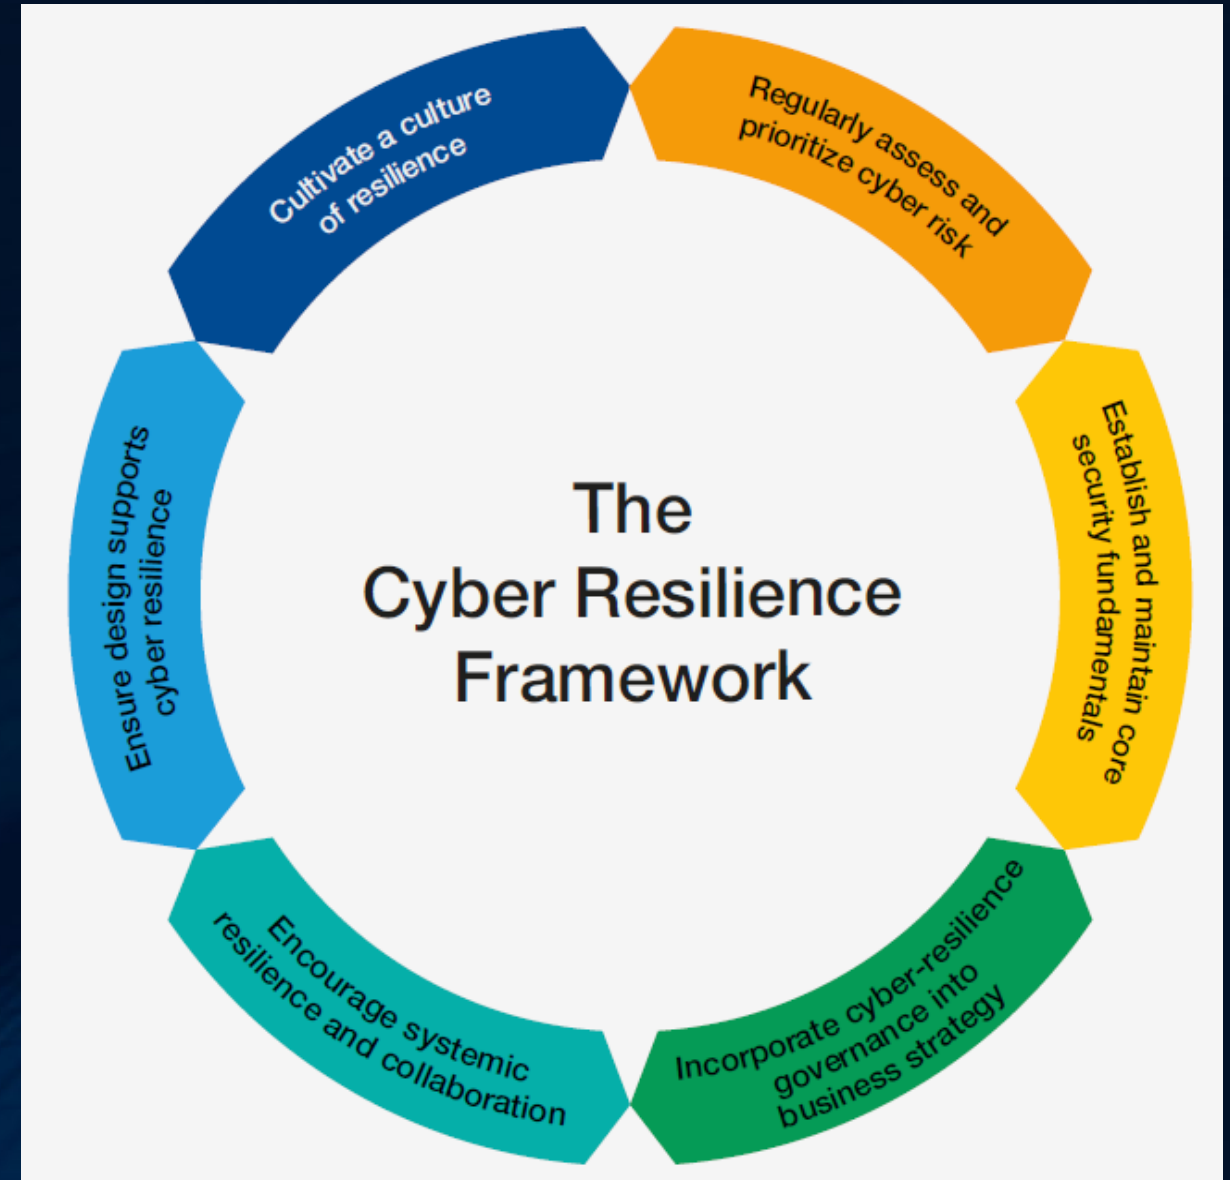 The
Cyber Resilience
Framework
Regularly assess and
prioritize cyber risk
Establish and maintain core
security fundamentals
Incorporate cyber-resilience
governance into
business strategy
Encourage systemic
resilience and collaboration
Ensure design supports
cyber resilience
Cultivate a culture
of resilience